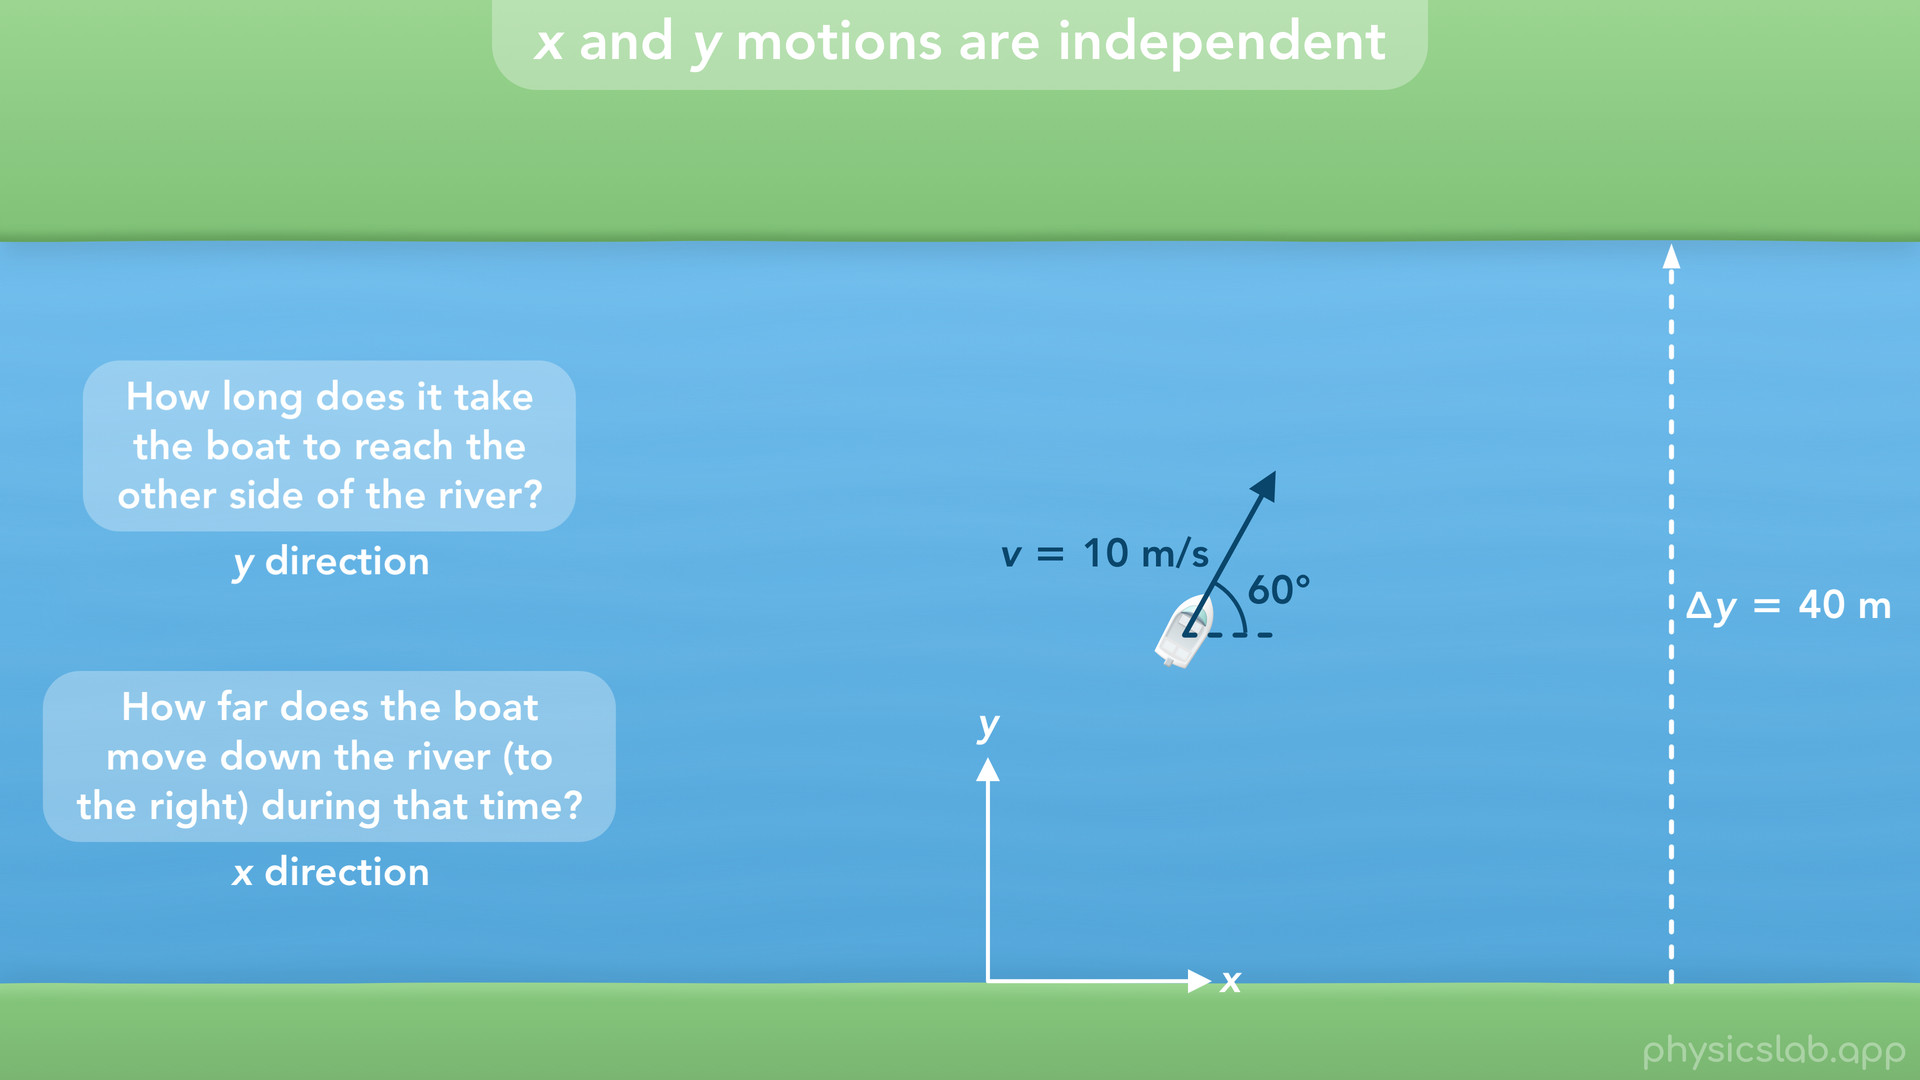 x and y motions are independent
How long does it take
the boat to reach the
other side of the river?
y direction
How far does the boat
move down the river (to
the right) during that time?
x direction
v = 10 m/s
60°
Δy = 40 m
y
x
physicslab.app